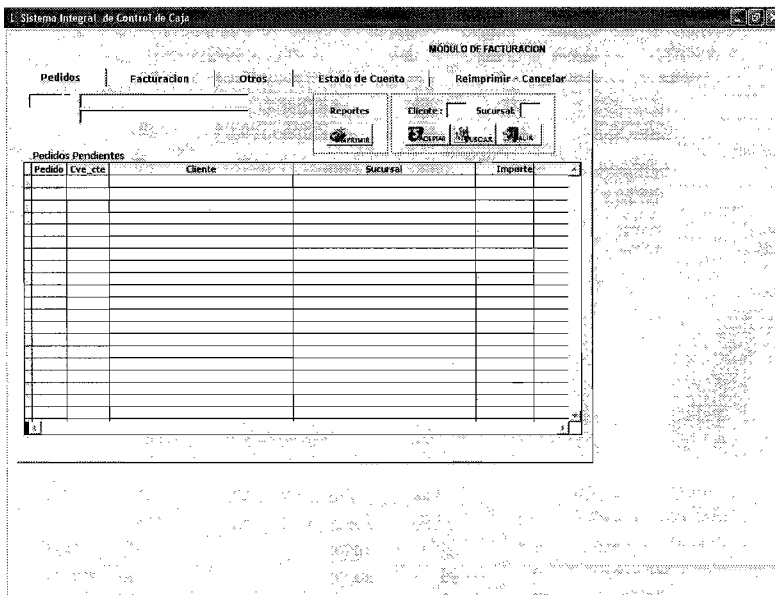 Sistema Integral de Control de Caja
MÓDULO DE FACTURACION
Pedidos Facturacion Otros Estado de Cuenta Reimprimir - Cancelar
Reportes Cliente: Sucursal:
Pedidos Pendientes
Pedido Cve_cte Cliente Sucursal Importe